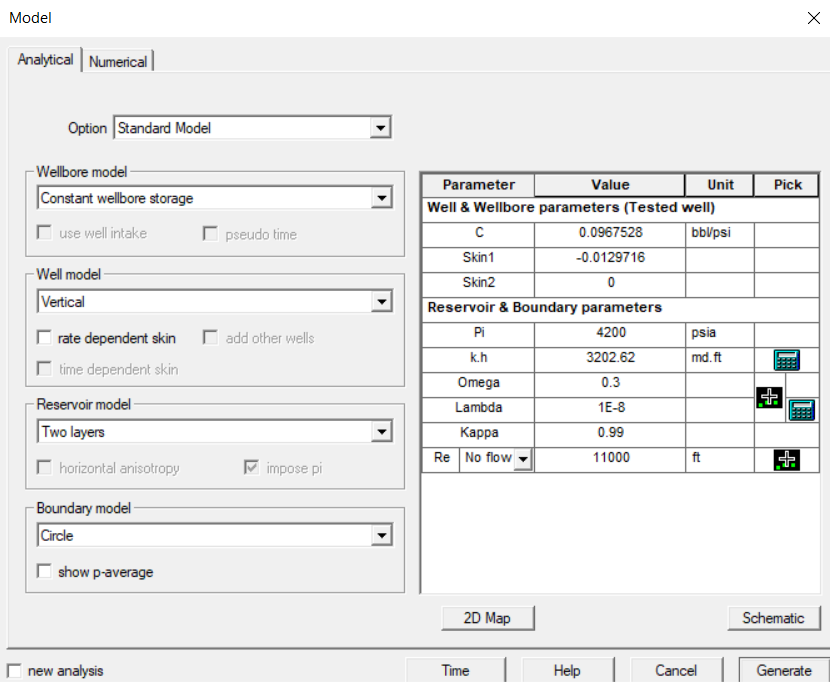 Model
Analytical
Numerical
Option Standard Model
Wellbore model
Constant wellbore storage
use well intake
pseudo time
Well model
Vertical
rate dependent skin
add other wells
time dependent skin
Reservoir model
Two layers
horizontal anisotropy
impose pi
Boundary model
Circle
show p-average
Parameter Value Unit Pick
Well & Wellbore parameters (Tested well)
C 0.0967528 bbl/psi
Skin1 -0.0129716
Skin2 0
Reservoir & Boundary parameters
Pi 4200 psia
k.h 3202.62 md.ft
Omega 0.3
Lambda 1E-8
Kappa 0.99
Re No flow 11000 ft
2D Map
Schematic
new analysis
Time
Help
Cancel
Generate